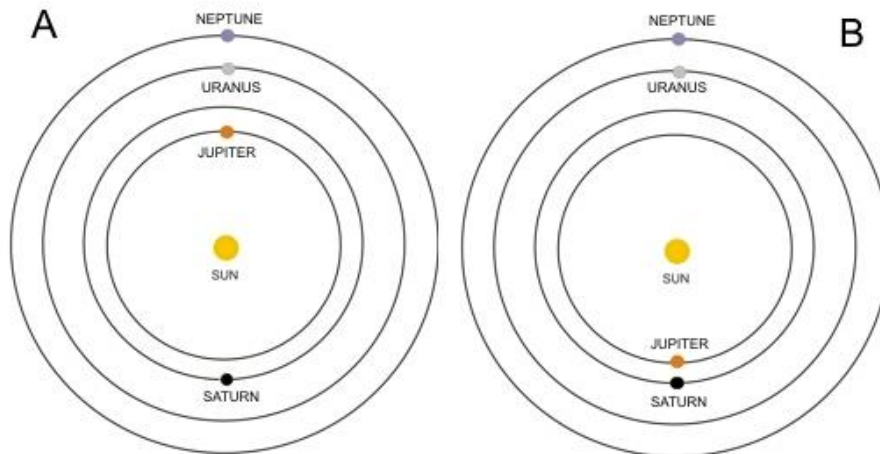 A
NEPTUNE
URANUS
JUPITER
SUN
SATURN
B
NEPTUNE
URANUS
SUN
JUPITER
SATURN